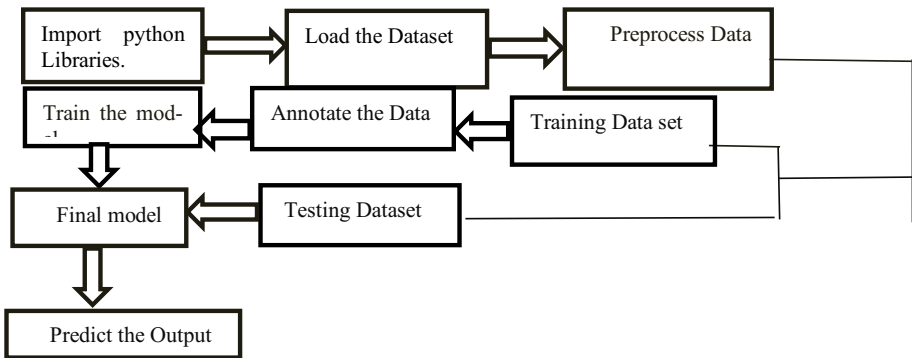 Import python
Libraries.
Load the Dataset
Preprocess Data
Train the mod-
Annotate the Data
Training Data set
Final model
Testing Dataset
Predict the Output